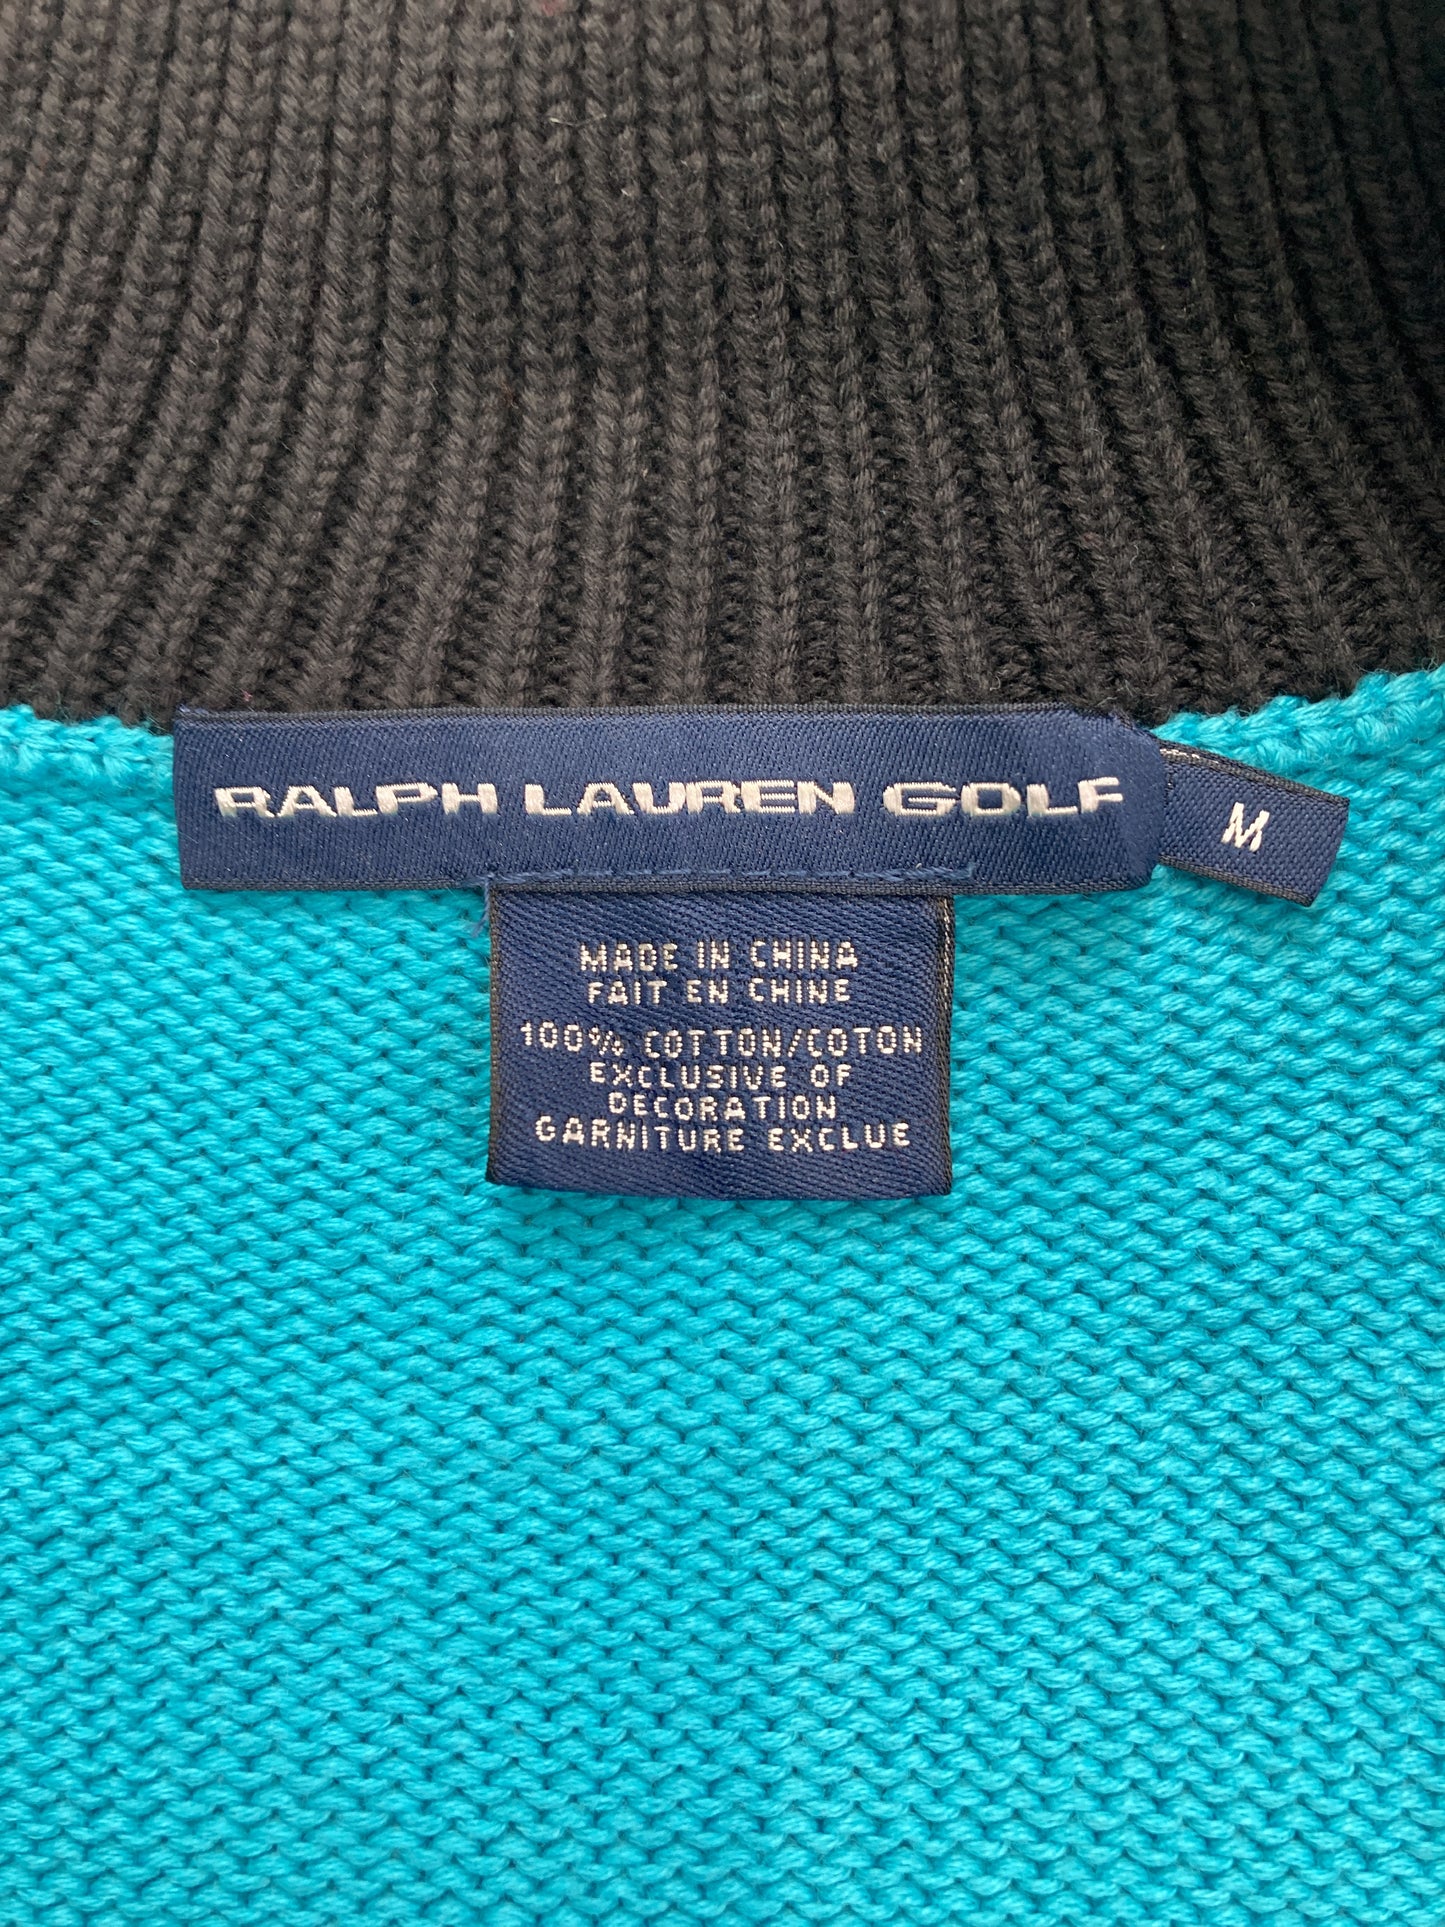 RALPH LAUREN GOLF
M
MADE IN CHINA
FAIT EN CHINE
100% COTTON/COTON
EXCLUSIVE OF
DECORATION
GARNITURE EXCLUE